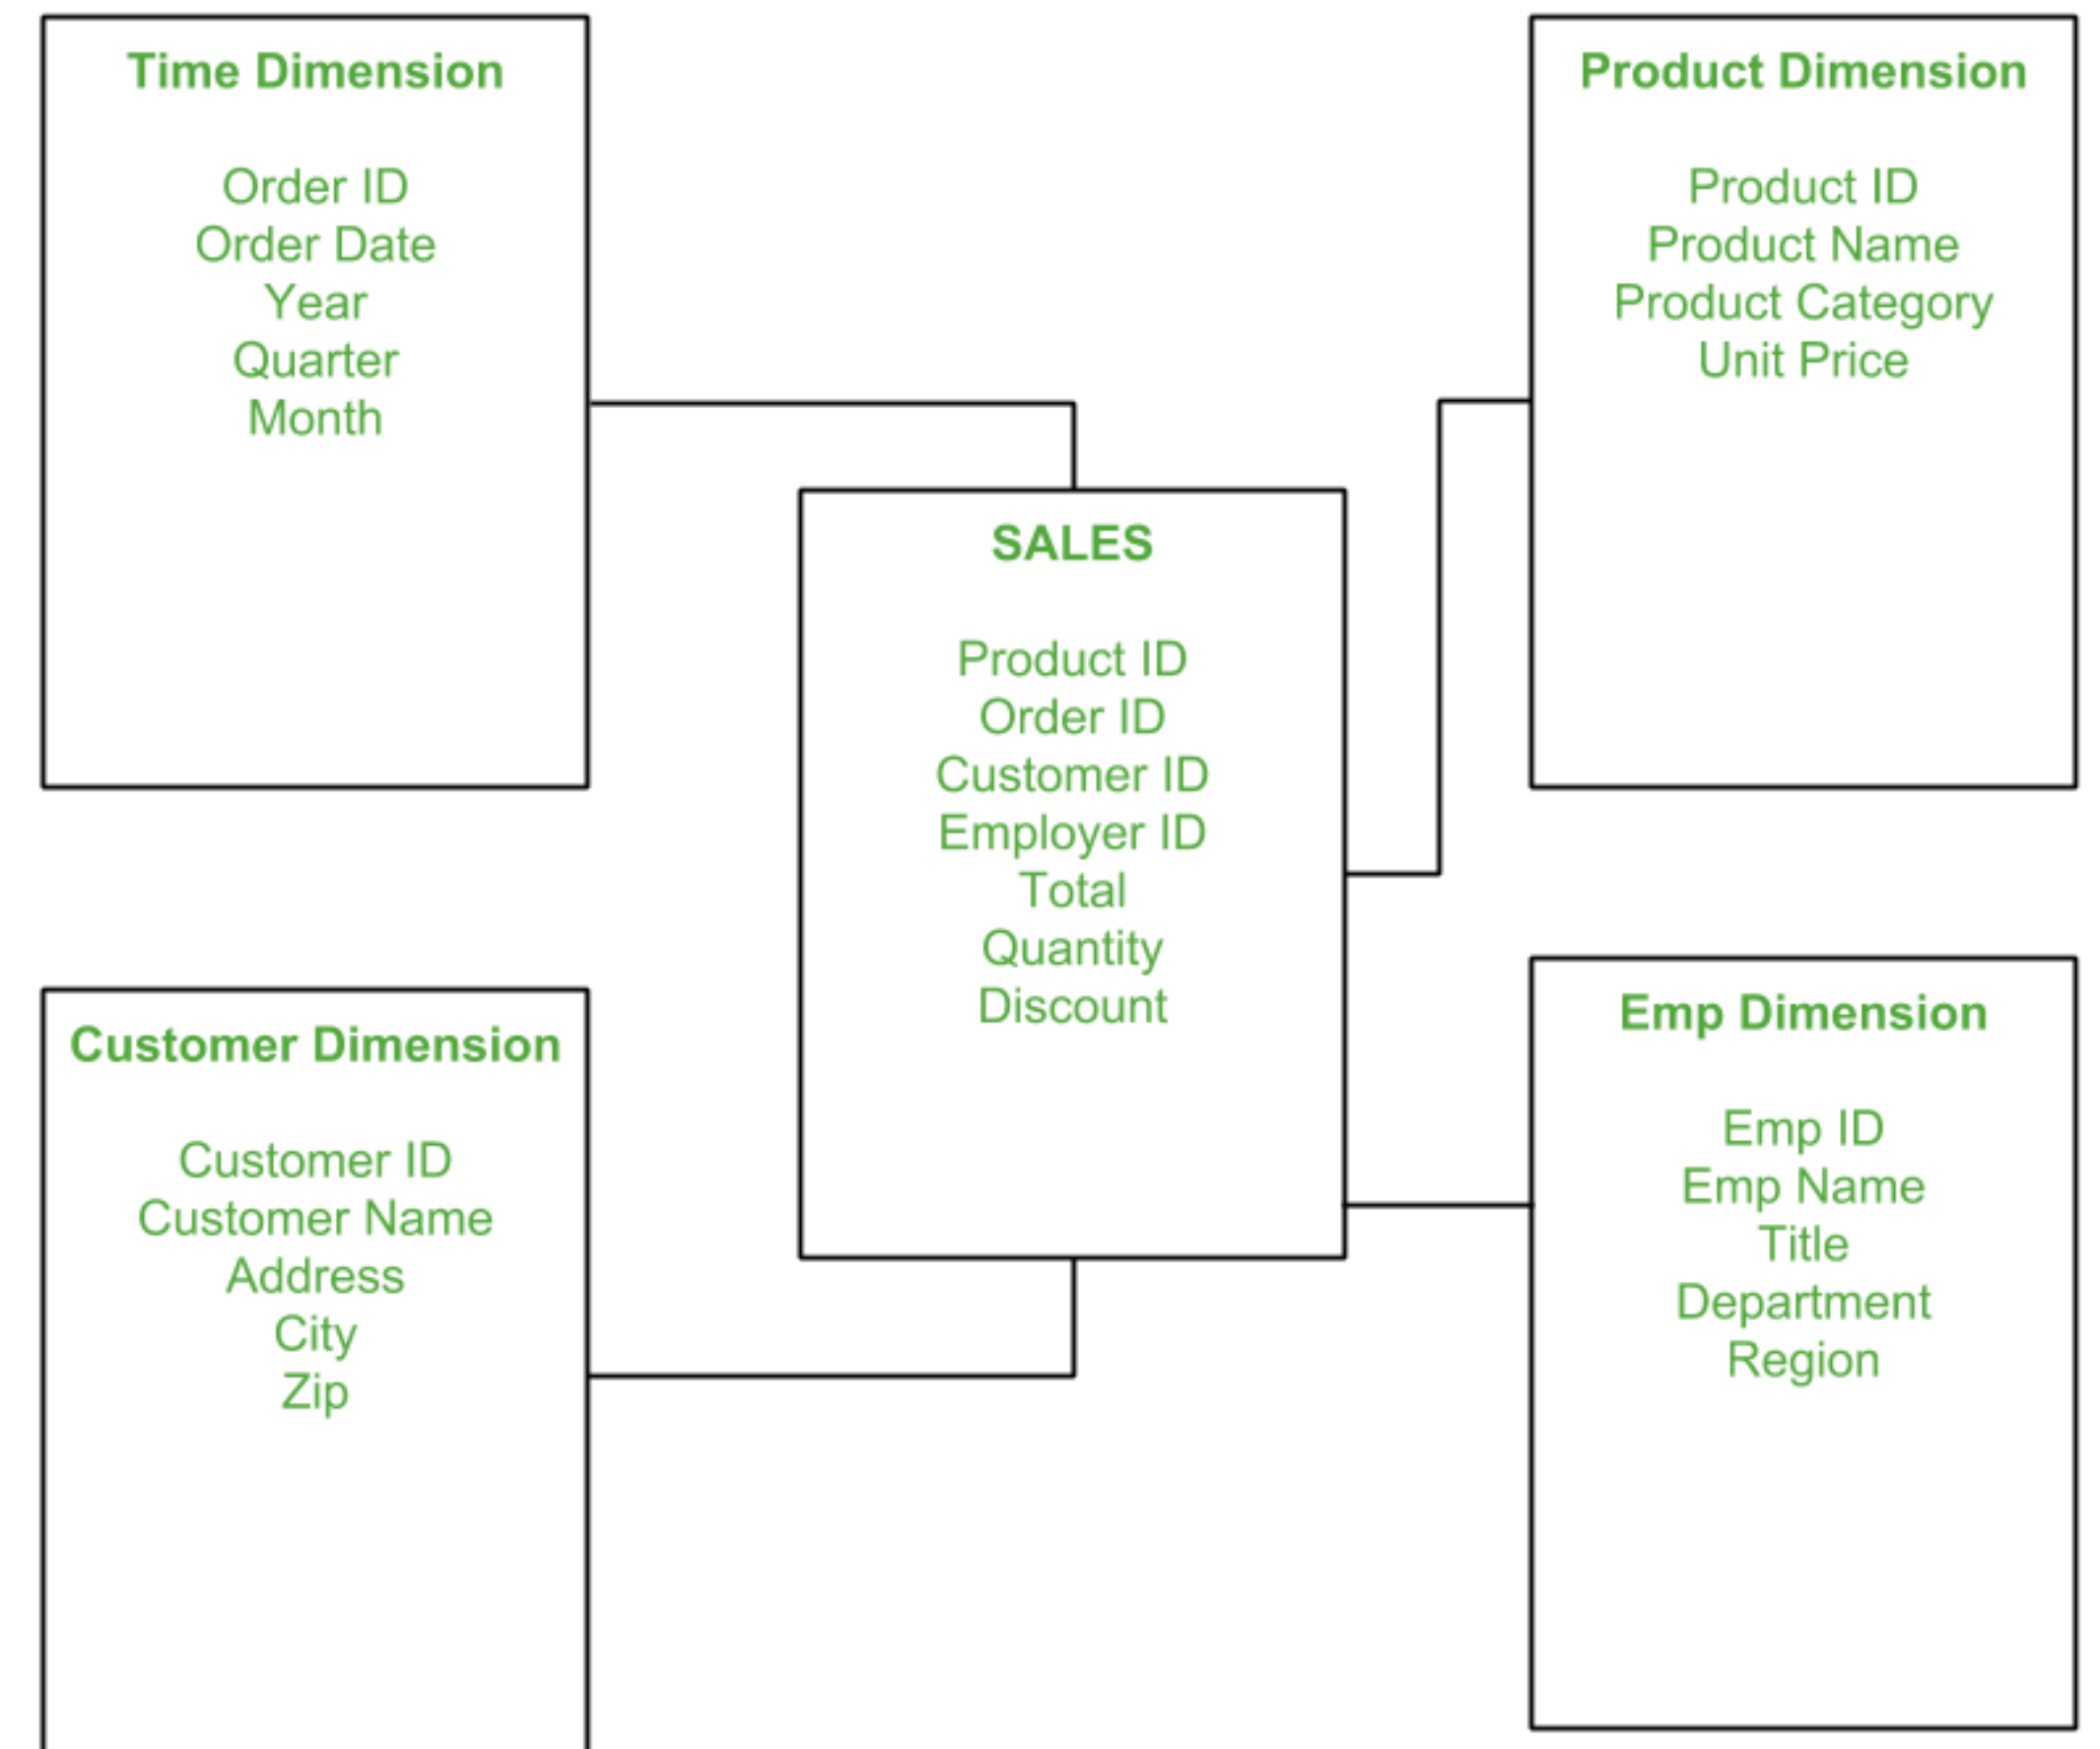 Time Dimension
Order ID
Order Date
Year
Quarter
Month
Product Dimension
Product ID
Product Name
Product Category
Unit Price
SALES
Product ID
Order ID
Customer ID
Employer ID
Total
Quantity
Discount
Customer Dimension
Customer ID
Customer Name
Address
City
Zip
Emp Dimension
Emp ID
Emp Name
Title
Department
Region